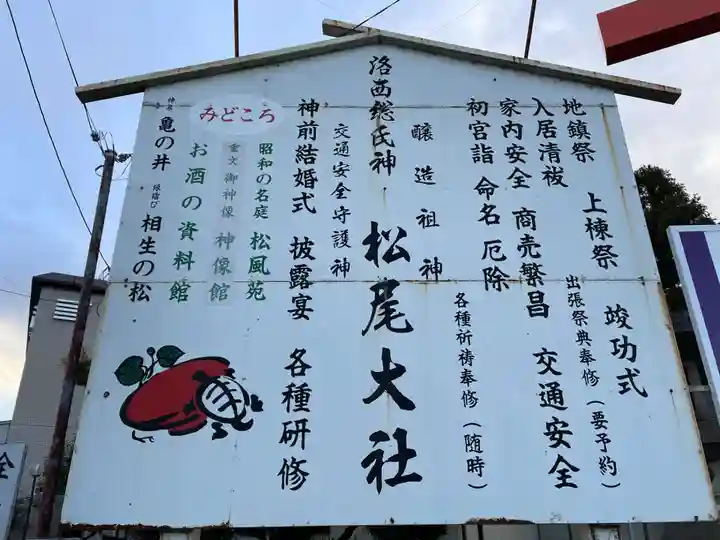 地鎮祭 上棟祭 竣功式
入居清祓 出張祭典奉修(要予約)
家内安全 商売繁昌 交通安全
初宮詣 命名 厄除
各種祈祷奉修(随時)
醸造祖神
洛西総氏神 松尾大社
交通安全守護神
神前結婚式 披露宴 各種研修
みどころ
昭和の名庭 松風苑
重文 御神像 神像館
お酒の資料館
神泉 亀の井 縁結び 相生の松